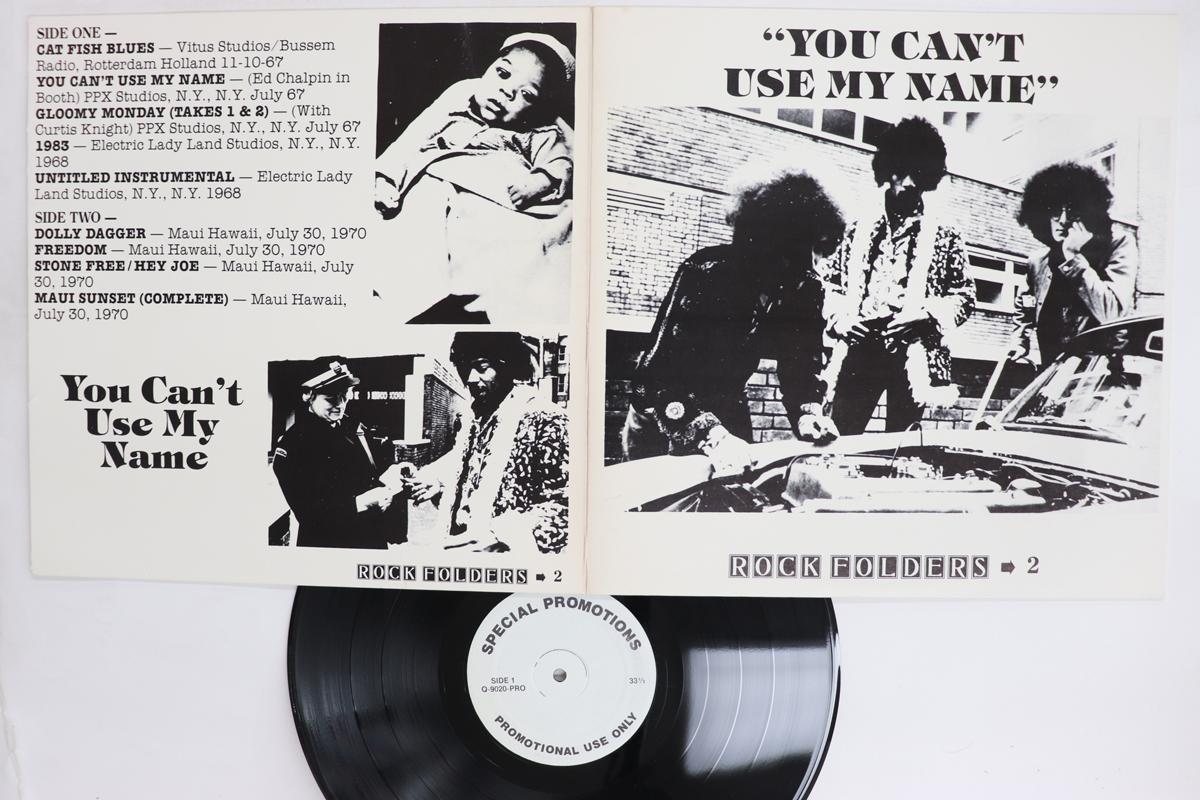 SIDE ONE —
CAT FISH BLUES — Vitus Studios/Bussem
Radio, Rotterdam Holland 11-10-67
YOU CAN'T USE MY NAME — (Ed Chalpin in
Booth) PPX Studios, N.Y., N.Y. July 67
GLOOMY MONDAY (TAKES 1 & 2) — (With
Curtis Knight) PPX Studios, N.Y., N.Y. July 67
1983 — Electric Lady Land Studios, N.Y., N.Y.
1968
UNTITLED INSTRUMENTAL — Electric Lady
Land Studios, N.Y., N.Y. 1968
SIDE TWO —
DOLLY DAGGER — Maui Hawaii, July 30, 1970
FREEDOM — Maui Hawaii, July 30, 1970
STONE FREE/HEY JOE — Maui Hawaii, July
30, 1970
MAUI SUNSET (COMPLETE) — Maui Hawaii,
July 30, 1970
You Can't
Use My
Name
ROCK FOLDERS ➡ 2
"YOU CAN'T
USE MY NAME"
ROCK FOLDERS ➡ 2
SPECIAL PROMOTIONS
SIDE 1
Q-9020-PRO
33⅓
PROMOTIONAL USE ONLY